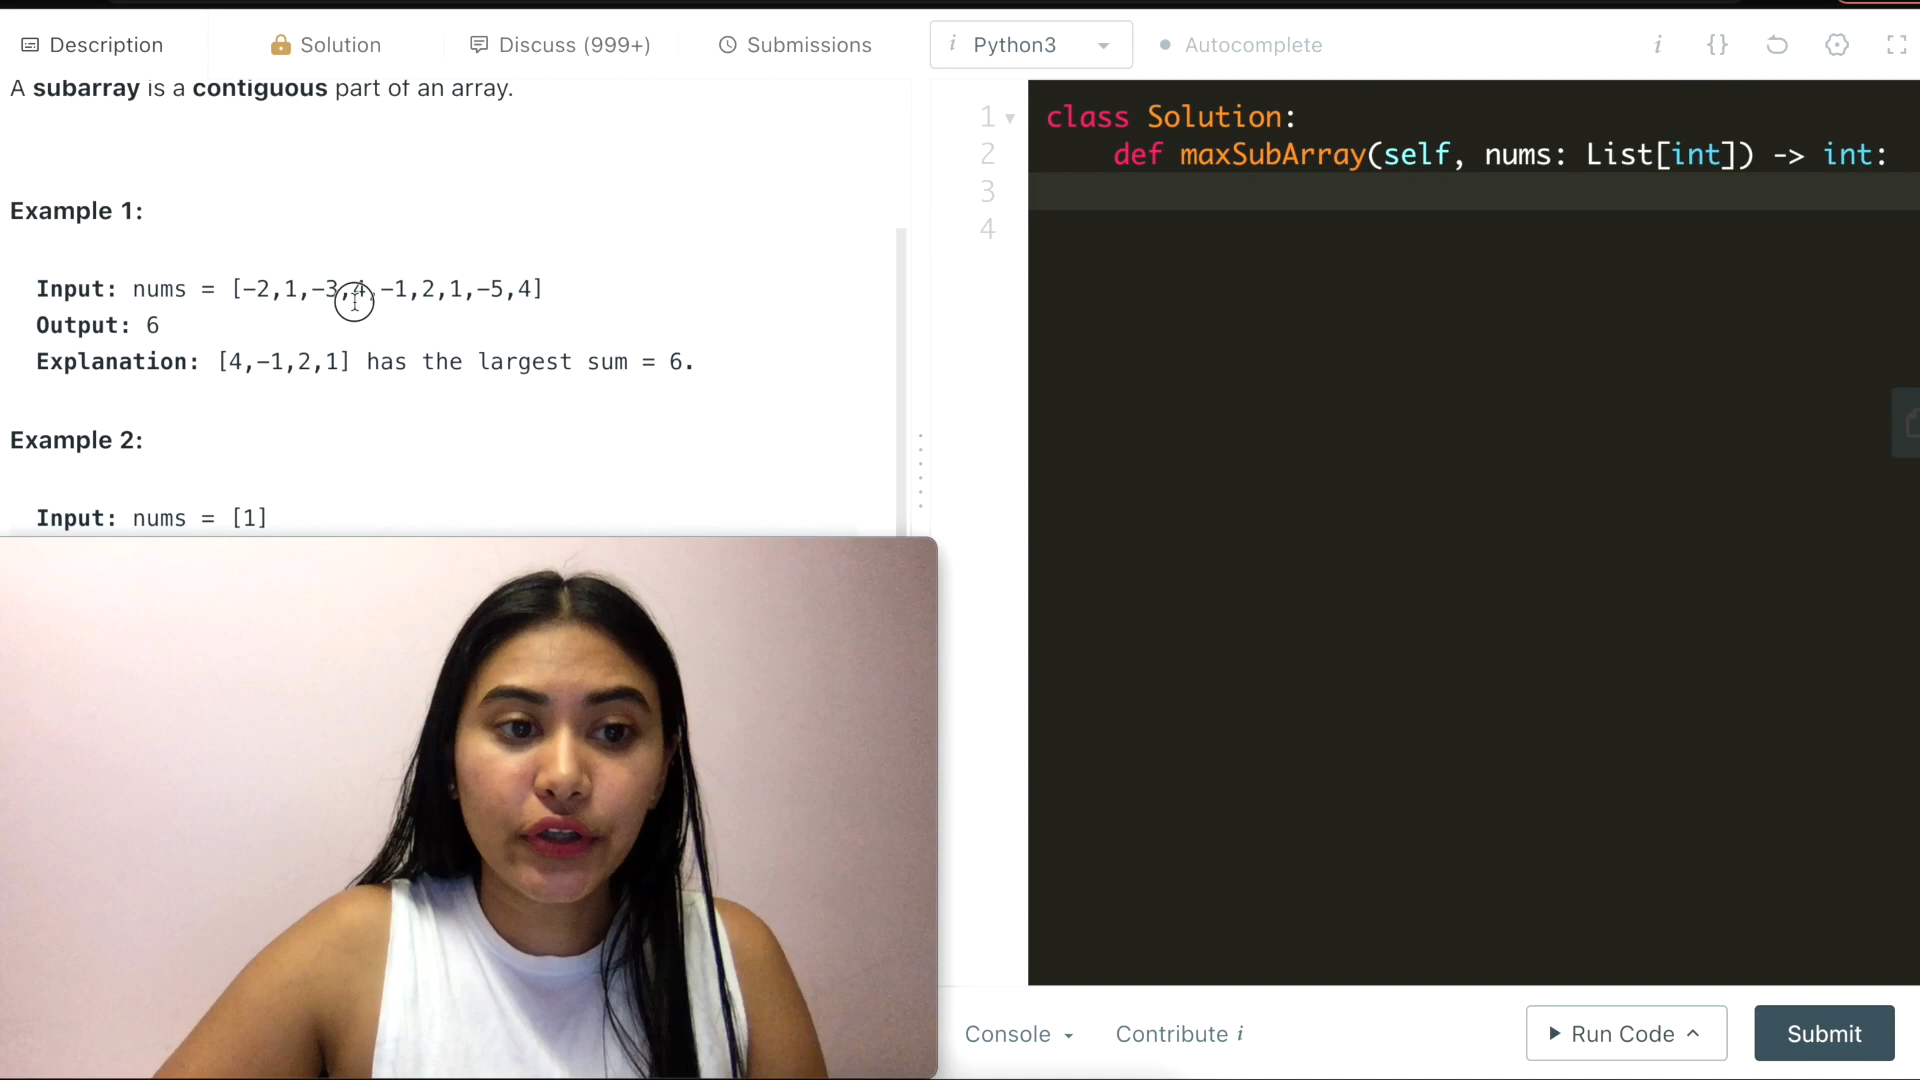 Description Solution Discuss (999+) Submissions i Python3 Autocomplete i {}
A subarray is a contiguous part of an array.
Example 1:
Input: nums = [-2,1,-3,4,-1,2,1,-5,4]
Output: 6
Explanation: [4,-1,2,1] has the largest sum = 6.
Example 2:
Input: nums = [1]
1 class Solution:
2 def maxSubArray(self, nums: List[int]) -> int:
3
4
Console Contribute i Run Code Submit